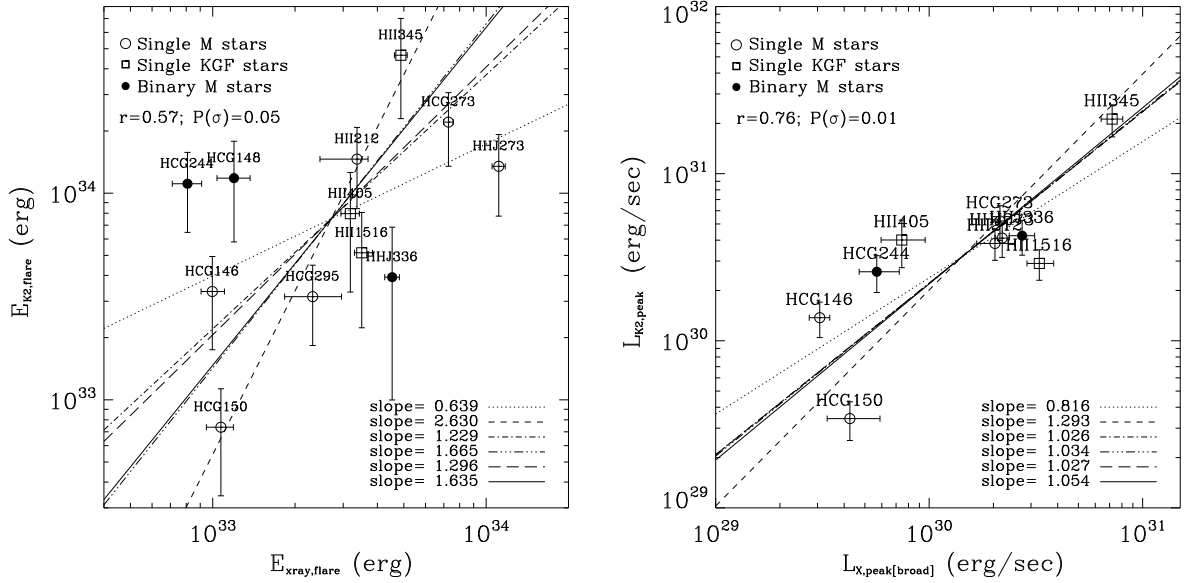 Single M stars
Single KGF stars
Binary M stars
r=0.57; P(σ)=0.05
HII345
HCG273
HII212
HHJ273
HCG244
HCG148
HII405
HII1516
HHJ336
HCG146
HCG295
HCG150
slope= 0.639
slope= 2.630
slope= 1.229
slope= 1.665
slope= 1.296
slope= 1.635
10^34
10^33
E_K2,flare (erg)
10^33
10^34
E_xray,flare (erg)
10^32
10^31
10^30
10^29
L_K2,peak (erg/sec)
Single M stars
Single KGF stars
Binary M stars
r=0.76; P(σ)=0.01
HII345
HCG273
HII405
HHJ336
HII1516
HCG244
HCG146
HCG150
slope= 0.816
slope= 1.293
slope= 1.026
slope= 1.034
slope= 1.027
slope= 1.054
10^29
10^30
10^31
L_X,peak[broad] (erg/sec)